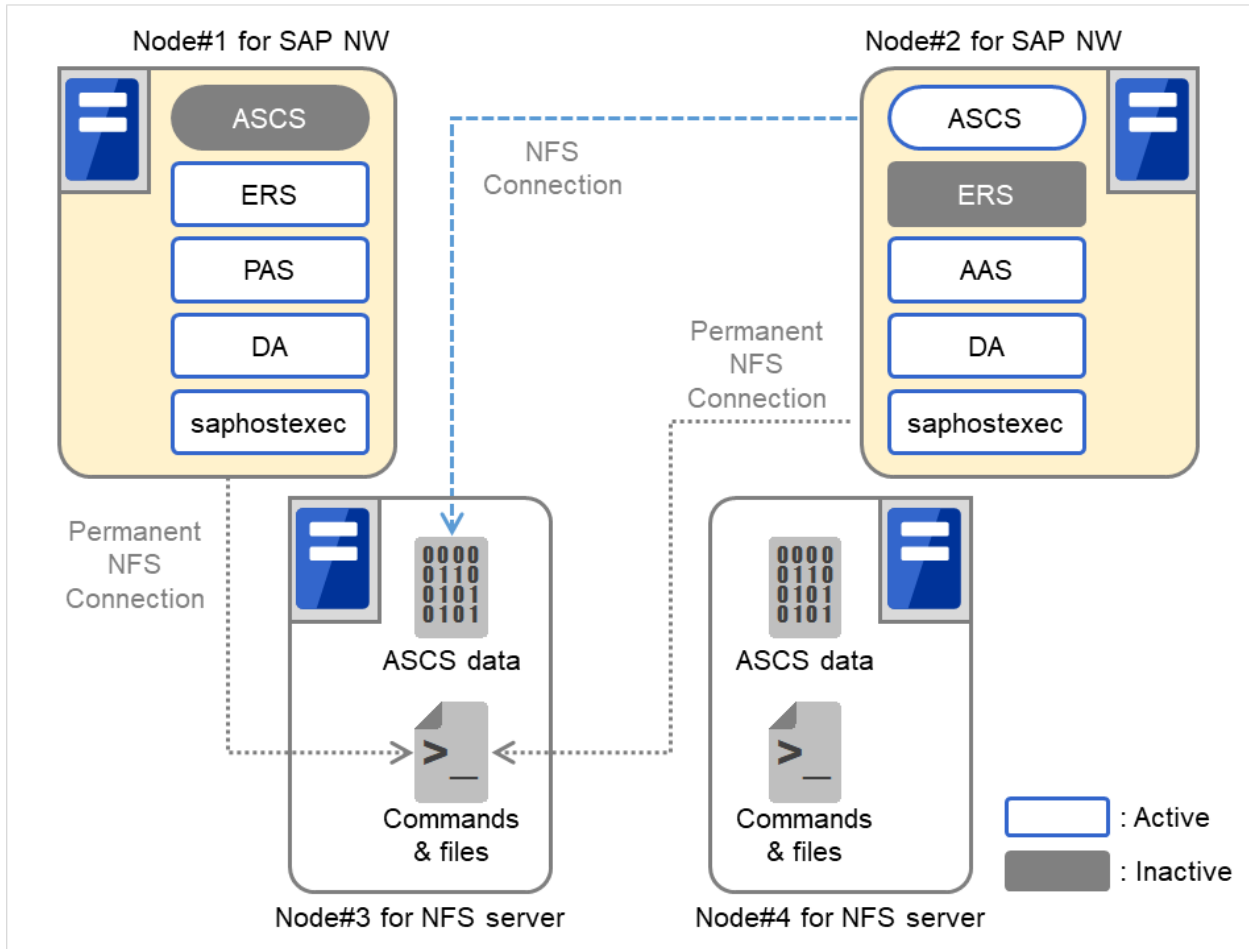 Node#1 for SAP NW
ASCS
ERS
PAS
DA
saphostexec
Node#2 for SAP NW
ASCS
ERS
AAS
DA
saphostexec
NFS
Connection
Permanent
NFS
Connection
Permanent
NFS
Connection
0000
0110
0101
0101
ASCS data
>_
Commands
& files
Node#3 for NFS server
0000
0110
0101
0101
ASCS data
>_
Commands
& files
Node#4 for NFS server
: Active
: Inactive